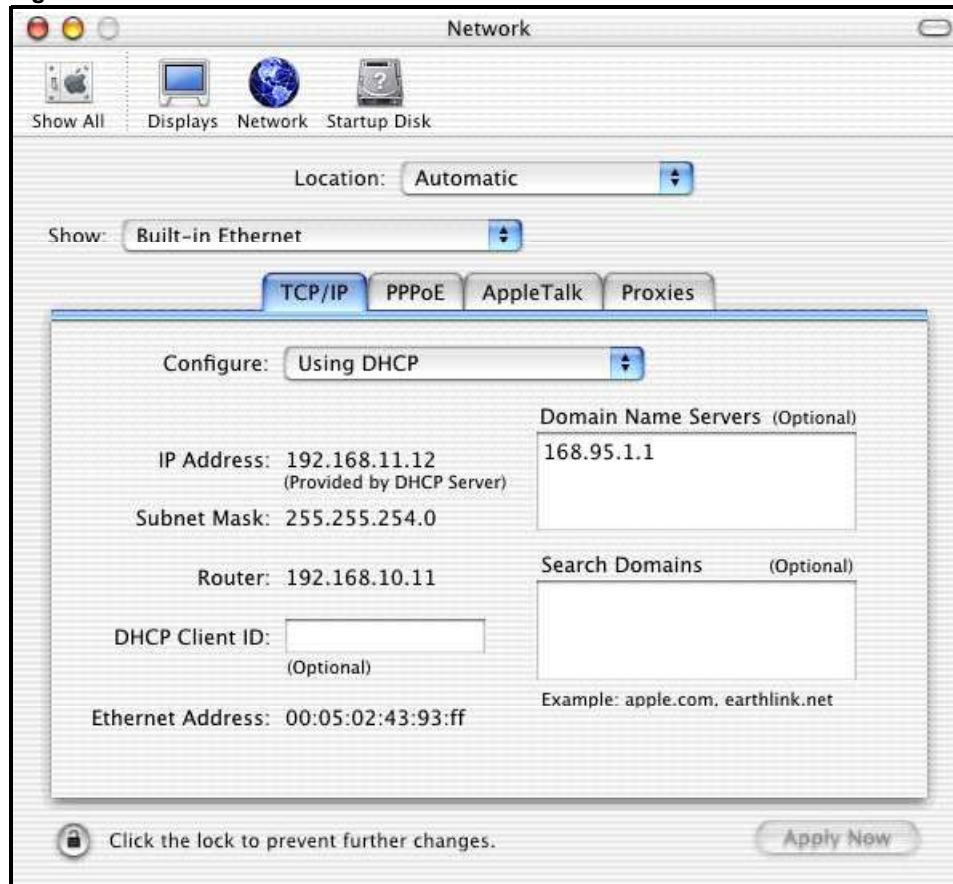 Network
Show All
Displays
Network
Startup Disk
Location: Automatic
Show: Built-in Ethernet
TCP/IP
PPPoE
AppleTalk
Proxies
Configure: Using DHCP
Domain Name Servers (Optional)
168.95.1.1
IP Address: 192.168.11.12
(Provided by DHCP Server)
Subnet Mask: 255.255.254.0
Router: 192.168.10.11
Search Domains (Optional)
DHCP Client ID:
(Optional)
Example: apple.com, earthlink.net
Ethernet Address: 00:05:02:43:93:ff
Click the lock to prevent further changes.
Apply Now